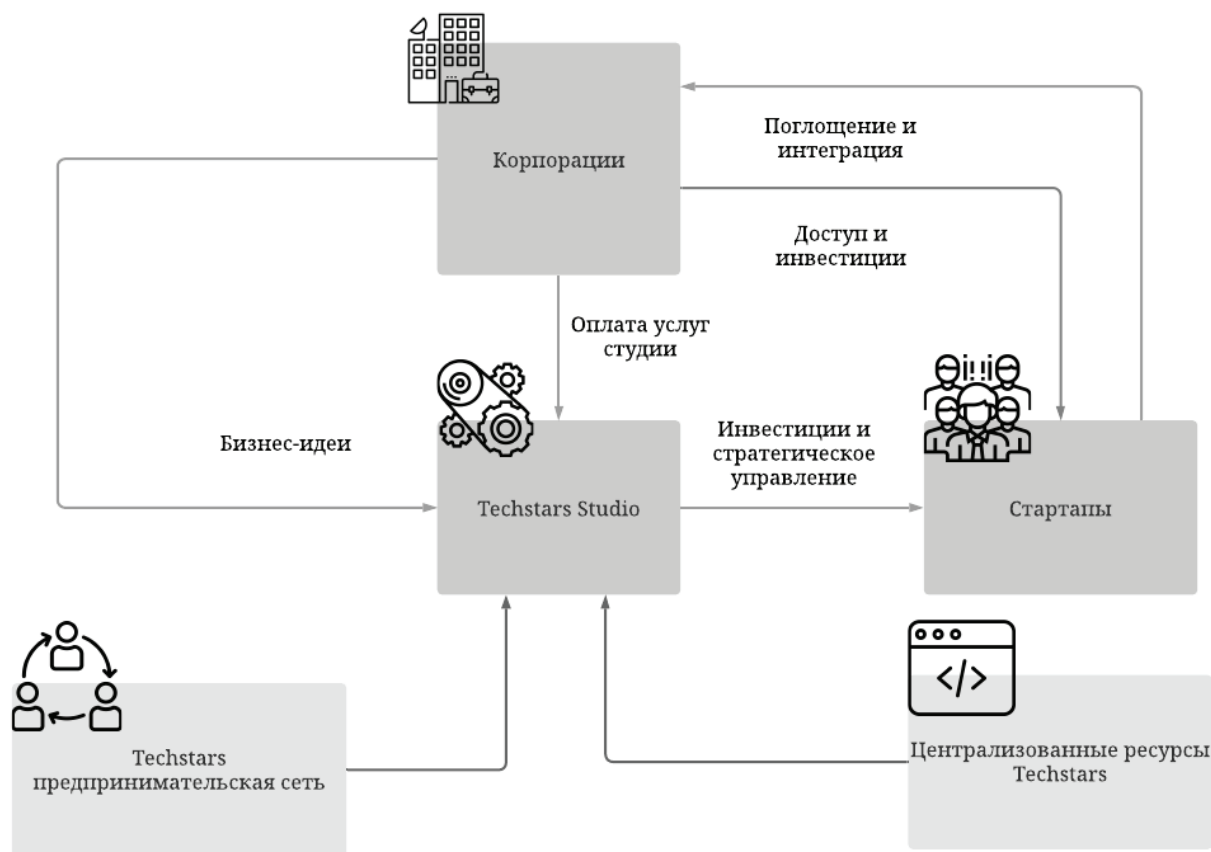 Поглощение и
интеграция
Корпорации
Доступ и
инвестиции
Оплата услуг
студии
Бизнес-идеи
Инвестиции и
стратегическое
управление
Techstars Studio
Стартапы
Techstars
предпринимательская сеть
Централизованные ресурсы
Techstars